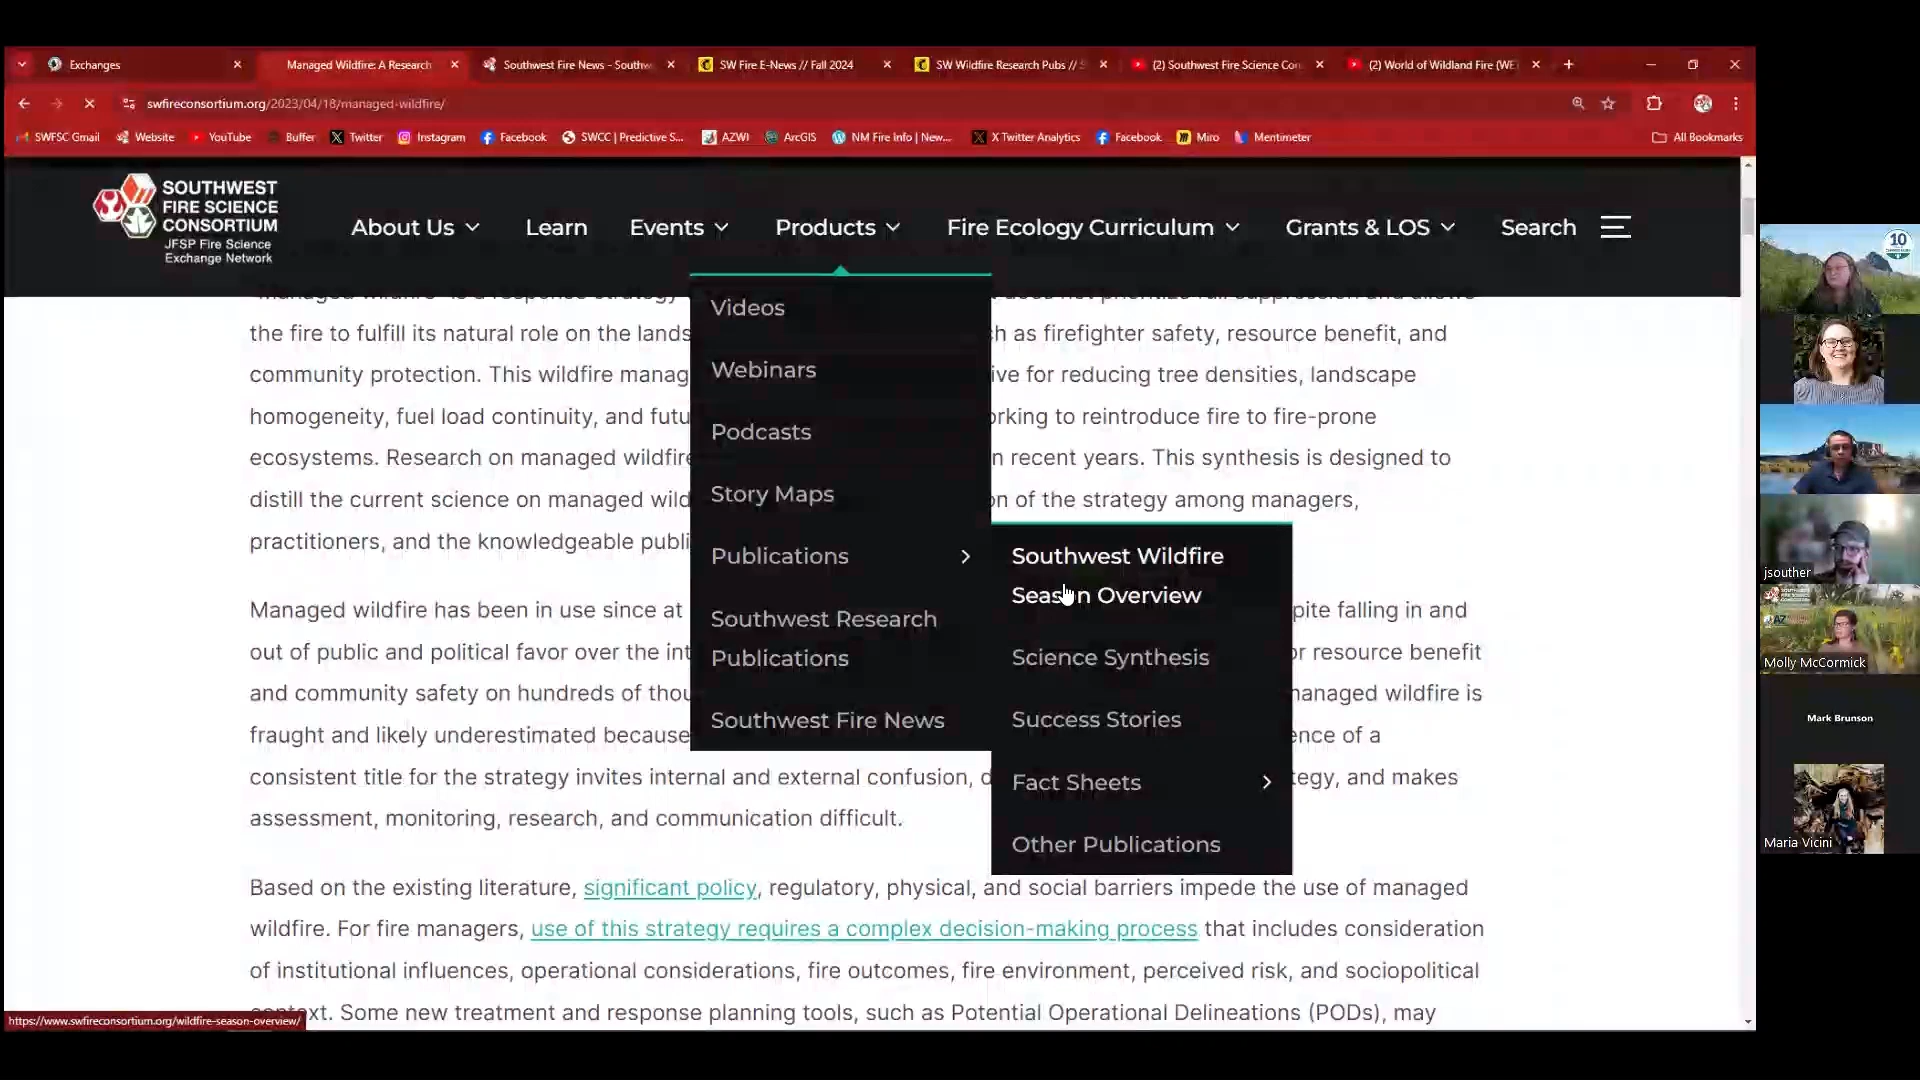 Exchanges
Managed Wildfire: A Research
Southwest Fire News - Southw
SW Fire E-News // Fall 2024
SW Wildfire Research Pubs // S
(2) Southwest Fire Science Con
(2) World of Wildland Fire (WE
swfireconsortium.org/2023/04/18/managed-wildfire/
SWFSC Gmail
Website
YouTube
Buffer
Twitter
Instagram
Facebook
SWCC | Predictive S...
AZWI
ArcGIS
NM Fire Info | New...
X Twitter Analytics
Facebook
Miro
Mentimeter
All Bookmarks
SOUTHWEST
FIRE SCIENCE
CONSORTIUM
JFSP Fire Science
Exchange Network
About Us
Learn
Events
Products
Fire Ecology Curriculum
Grants & LOS
Search
Videos
Webinars
Podcasts
Story Maps
Publications
Southwest Research
Publications
Southwest Fire News
Southwest Wildfire
Season Overview
Science Synthesis
Success Stories
Fact Sheets
Other Publications
the fire to fulfill its natural role on the lands h as firefighter safety, resource benefit, and
community protection. This wildfire manag ive for reducing tree densities, landscape
homogeneity, fuel load continuity, and futu orking to reintroduce fire to fire-prone
ecosystems. Research on managed wildfire n recent years. This synthesis is designed to
distill the current science on managed wild on of the strategy among managers,
practitioners, and the knowledgeable publi
Managed wildfire has been in use since at pite falling in and
out of public and political favor over the int or resource benefit
and community safety on hundreds of thou managed wildfire is
fraught and likely underestimated because ence of a
consistent title for the strategy invites internal and external confusion, d tegy, and makes
assessment, monitoring, research, and communication difficult.
Based on the existing literature, significant policy, regulatory, physical, and social barriers impede the use of managed
wildfire. For fire managers, use of this strategy requires a complex decision-making process that includes consideration
of institutional influences, operational considerations, fire outcomes, fire environment, perceived risk, and sociopolitical
context. Some new treatment and response planning tools, such as Potential Operational Delineations (PODs), may
https://www.swfireconsortium.org/wildfire-season-overview/
10
jsouther
AZ
Molly McCormick
Mark Brunson
Maria Vicini